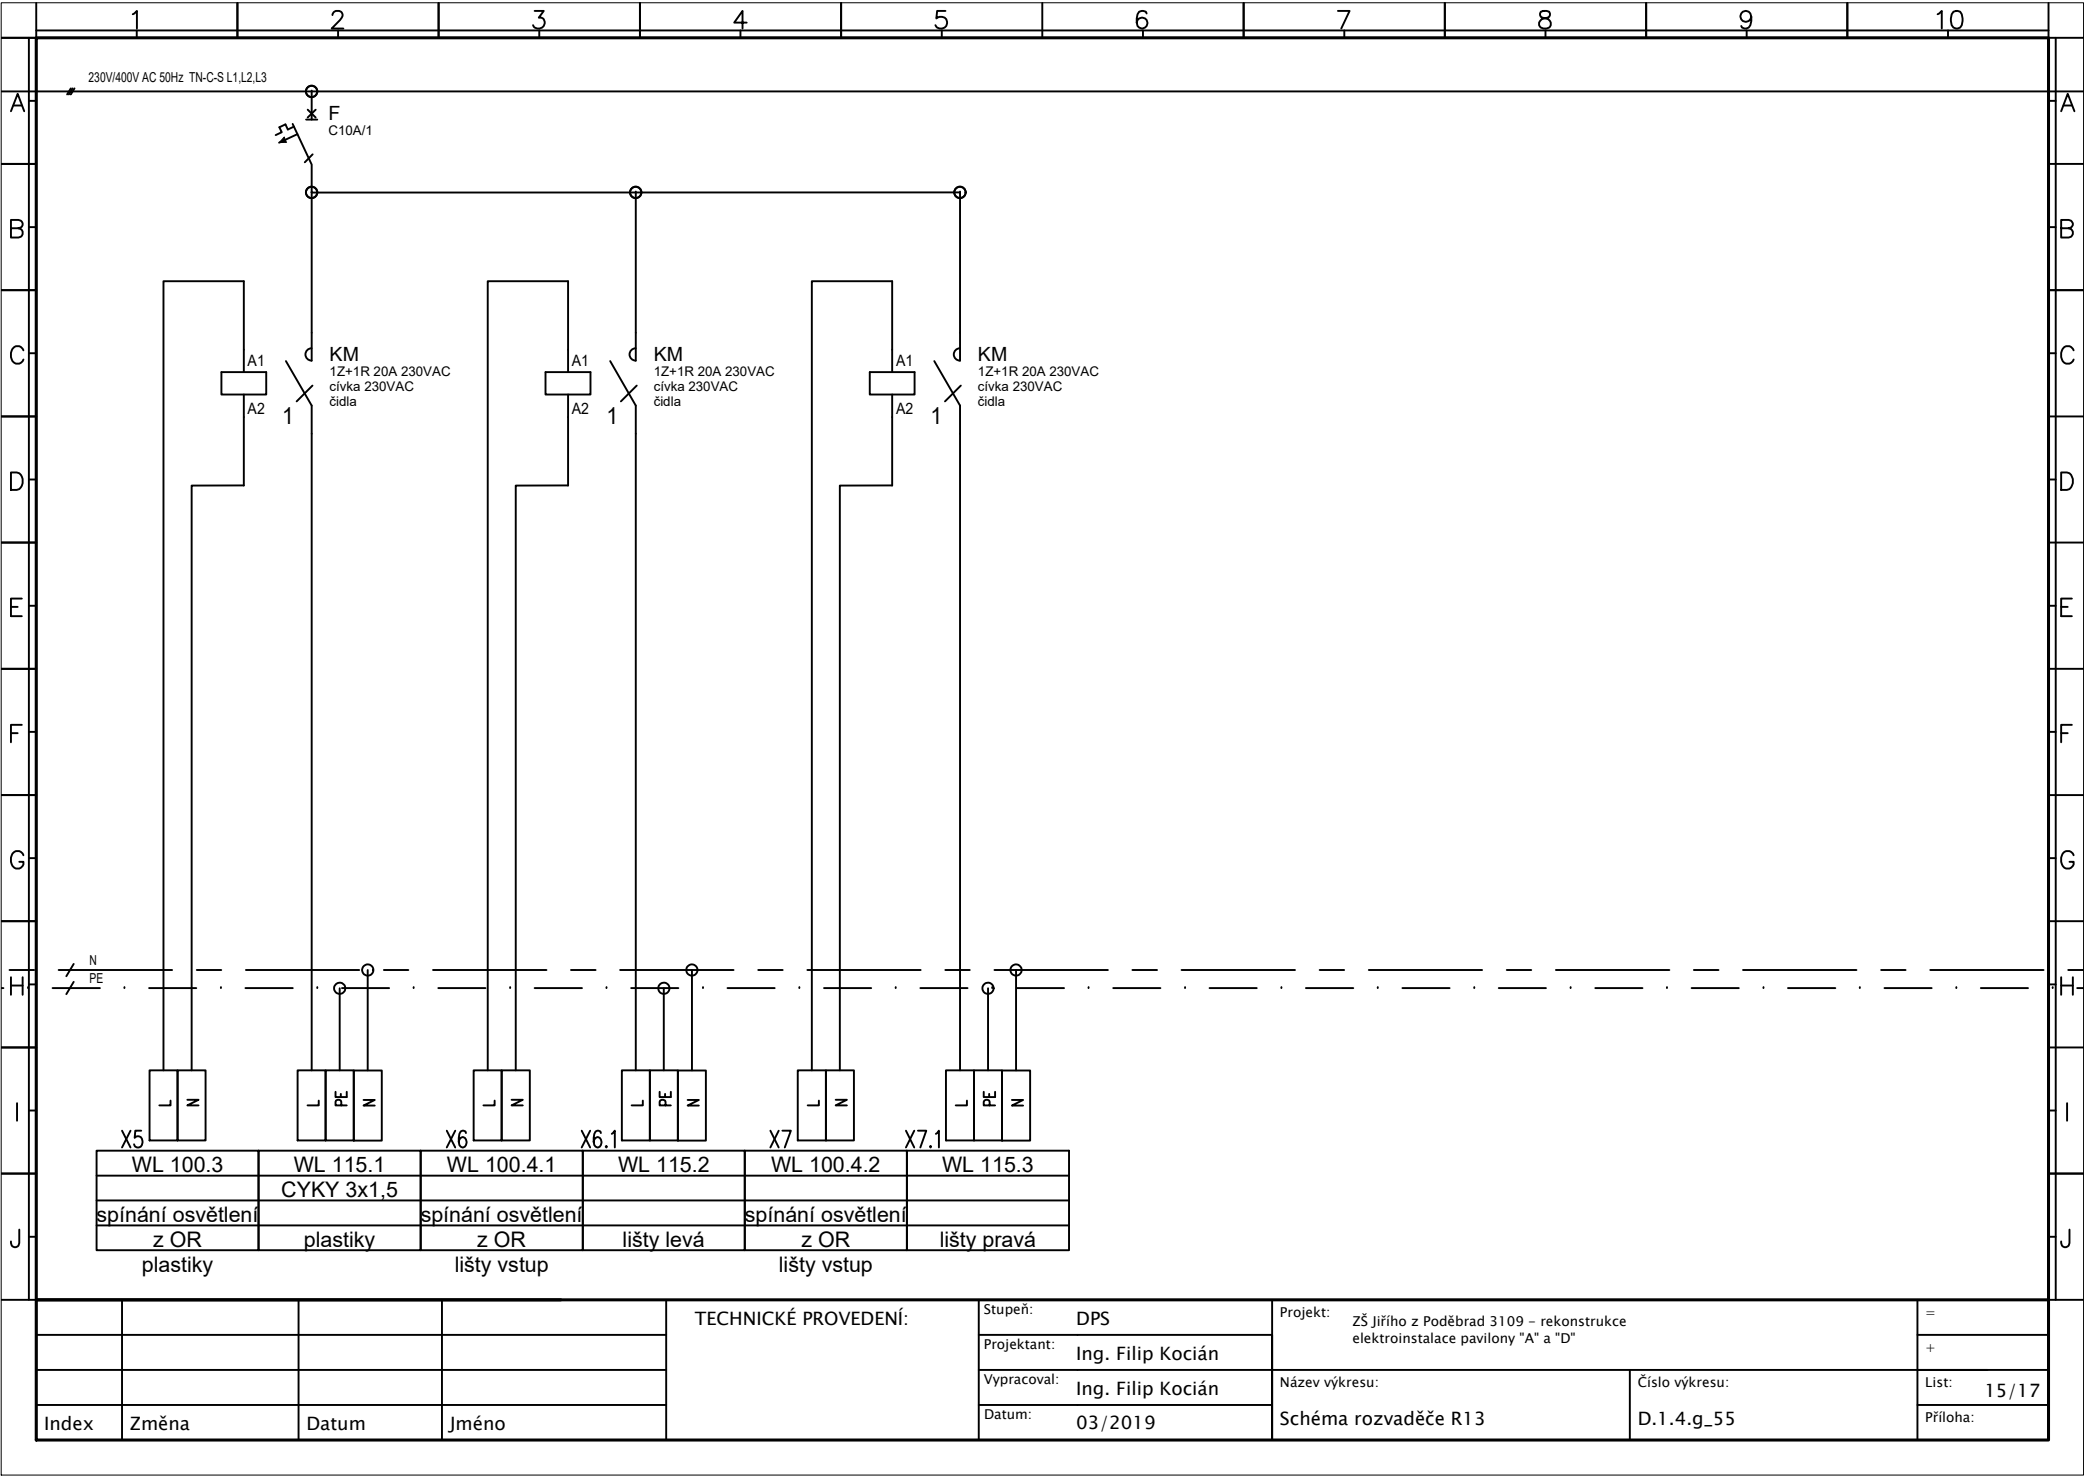 1 2 3 4 5 6 7 8 9 10
230V/400V AC 50Hz TN-C-S L1,L2,L3
A A
F
C10A/1
B B
C C
A1
A2
1
KM
1Z+1R 20A 230VAC
cívka 230VAC
čidla
A1
A2
1
KM
1Z+1R 20A 230VAC
cívka 230VAC
čidla
A1
A2
1
KM
1Z+1R 20A 230VAC
cívka 230VAC
čidla
D D
E E
F F
G G
N
PE
H H
L N L PE N L N L PE N L N L PE N
I I
X5 X6 X6.1 X7 X7.1
WL 100.3 WL 115.1 WL 100.4.1 WL 115.2 WL 100.4.2 WL 115.3
CYKY 3x1,5
spínání osvětlení spínání osvětlení spínání osvětlení
J z OR plastiky z OR lišty levá z OR lišty pravá J
plastiky lišty vstup lišty vstup
TECHNICKÉ PROVEDENÍ:
Stupeň: DPS
Projektant: Ing. Filip Kocián
Vypracoval: Ing. Filip Kocián
Datum: 03/2019
Projekt: ZŠ Jiřího z Poděbrad 3109 – rekonstrukce
elektroinstalace pavilony "A" a "D"
Název výkresu:
Schéma rozvaděče R13
Číslo výkresu:
D.1.4.g_55
=
+
List: 15/17
Příloha:
Index Změna Datum Jméno